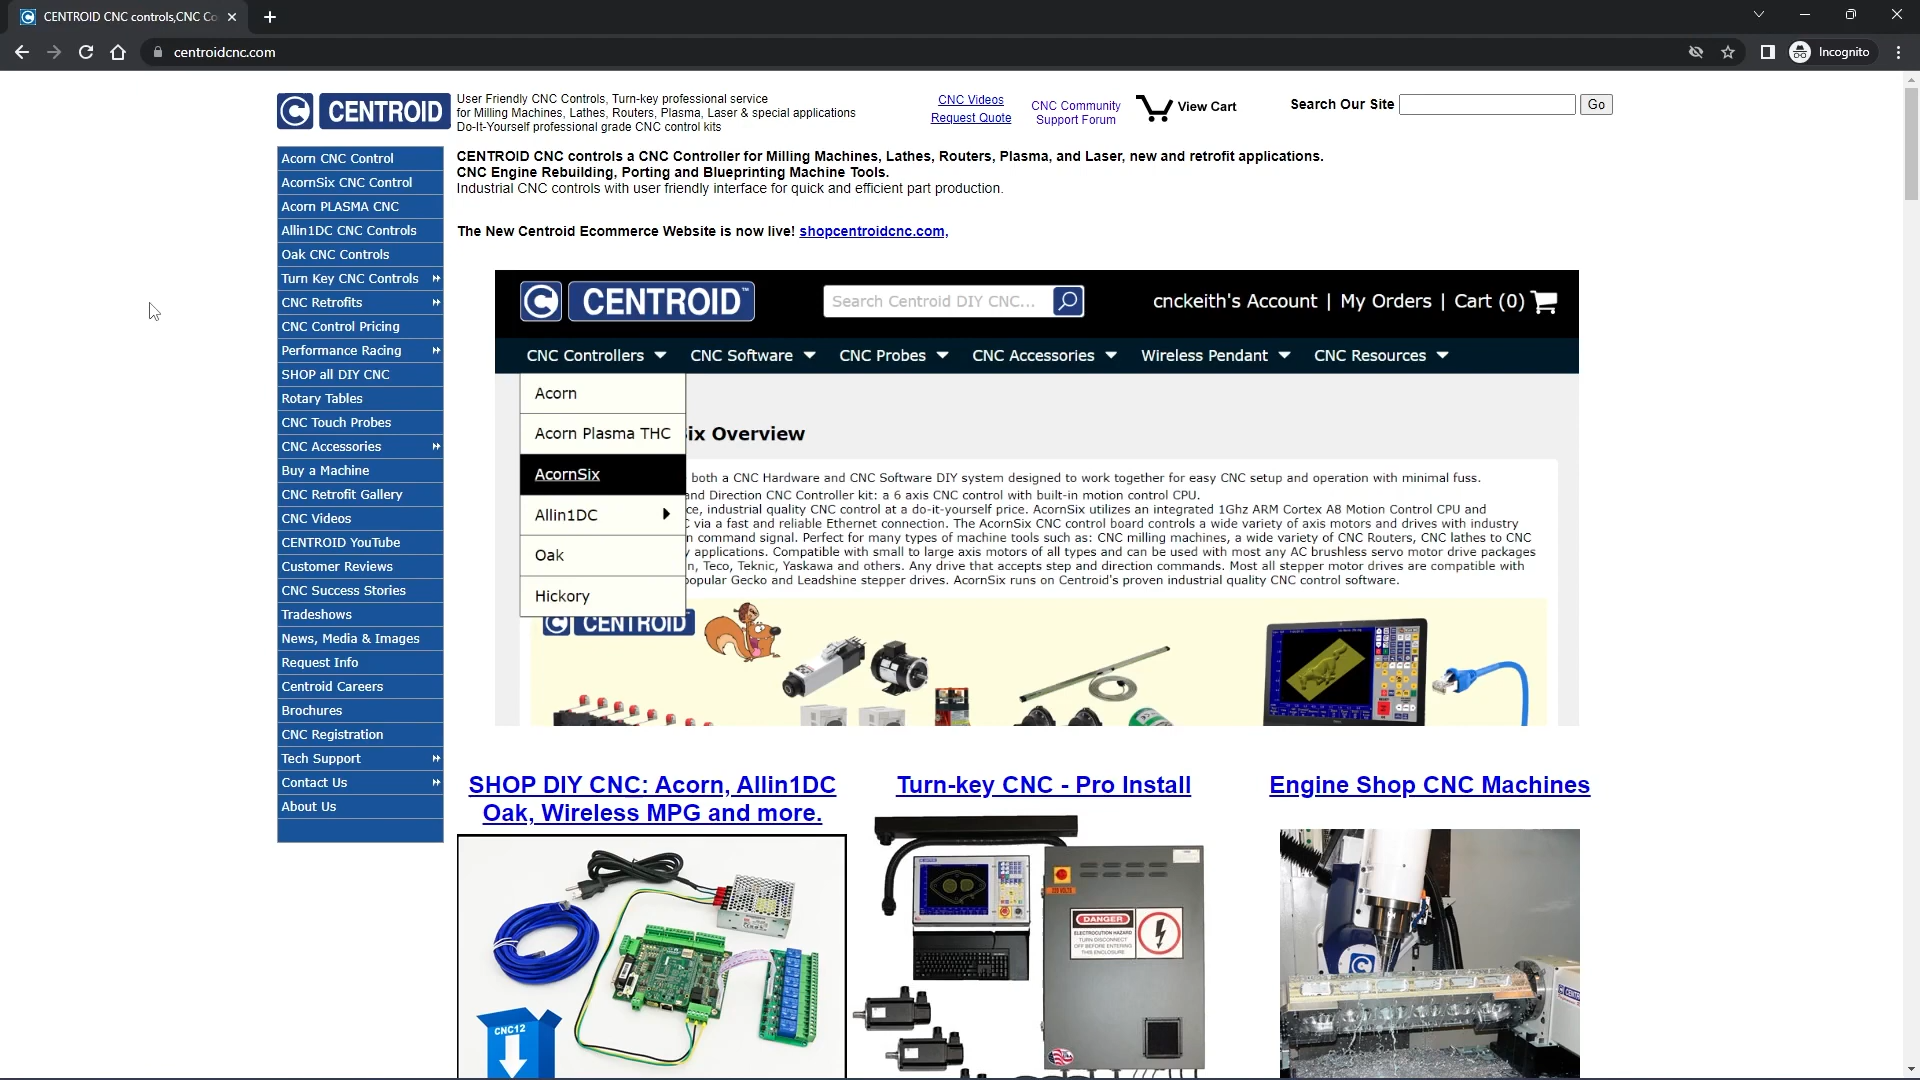 CENTROID CNC controls,CNC Co
centroidcnc.com
Incognito
CENTROID
User Friendly CNC Controls, Turn-key professional service
for Milling Machines, Lathes, Routers, Plasma, Laser & special applications
Do-It-Yourself professional grade CNC control kits
CNC Videos
Request Quote
CNC Community
Support Forum
View Cart
Search Our Site
Go
Acorn CNC Control
AcornSix CNC Control
Acorn PLASMA CNC
Allin1DC CNC Controls
Oak CNC Controls
Turn Key CNC Controls
CNC Retrofits
CNC Control Pricing
Performance Racing
SHOP all DIY CNC
Rotary Tables
CNC Touch Probes
CNC Accessories
Buy a Machine
CNC Retrofit Gallery
CNC Videos
CENTROID YouTube
Customer Reviews
CNC Success Stories
Tradeshows
News, Media & Images
Request Info
Centroid Careers
Brochures
CNC Registration
Tech Support
Contact Us
About Us
CENTROID CNC controls a CNC Controller for Milling Machines, Lathes, Routers, Plasma, and Laser, new and retrofit applications.
CNC Engine Rebuilding, Porting and Blueprinting Machine Tools.
Industrial CNC controls with user friendly interface for quick and efficient part production.
The New Centroid Ecommerce Website is now live! shopcentroidcnc.com,
CENTROID™
Search Centroid DIY CNC...
cnckeith's Account | My Orders | Cart (0)
CNC Controllers
CNC Software
CNC Probes
CNC Accessories
Wireless Pendant
CNC Resources
Acorn
Acorn Plasma THC
AcornSix
Allin1DC
Oak
Hickory
ix Overview
both a CNC Hardware and CNC Software DIY system designed to work together for easy CNC setup and operation with minimal fuss.
and Direction CNC Controller kit: a 6 axis CNC control with built-in motion control CPU.
ce, industrial quality CNC control at a do-it-yourself price. AcornSix utilizes an integrated 1Ghz ARM Cortex A8 Motion Control CPU and
C via a fast and reliable Ethernet connection. The AcornSix CNC control board controls a wide variety of axis motors and drives with industry
n command signal. Perfect for many types of machine tools such as: CNC milling machines, a wide variety of CNC Routers, CNC lathes to CNC
y applications. Compatible with small to large axis motors of all types and can be used with most any AC brushless servo motor drive packages
n, Teco, Teknic, Yaskawa and others. Any drive that accepts step and direction commands. Most all stepper motor drives are compatible with
popular Gecko and Leadshine stepper drives. AcornSix runs on Centroid's proven industrial quality CNC control software.
CENTROID
SHOP DIY CNC: Acorn, Allin1DC
Oak, Wireless MPG and more.
CNC12
Turn-key CNC - Pro Install
DANGER
ELECTROCUTION HAZARD
TURN DISCONNECT
OFF BEFORE ENTERING
THIS ENCLOSURE
Engine Shop CNC Machines